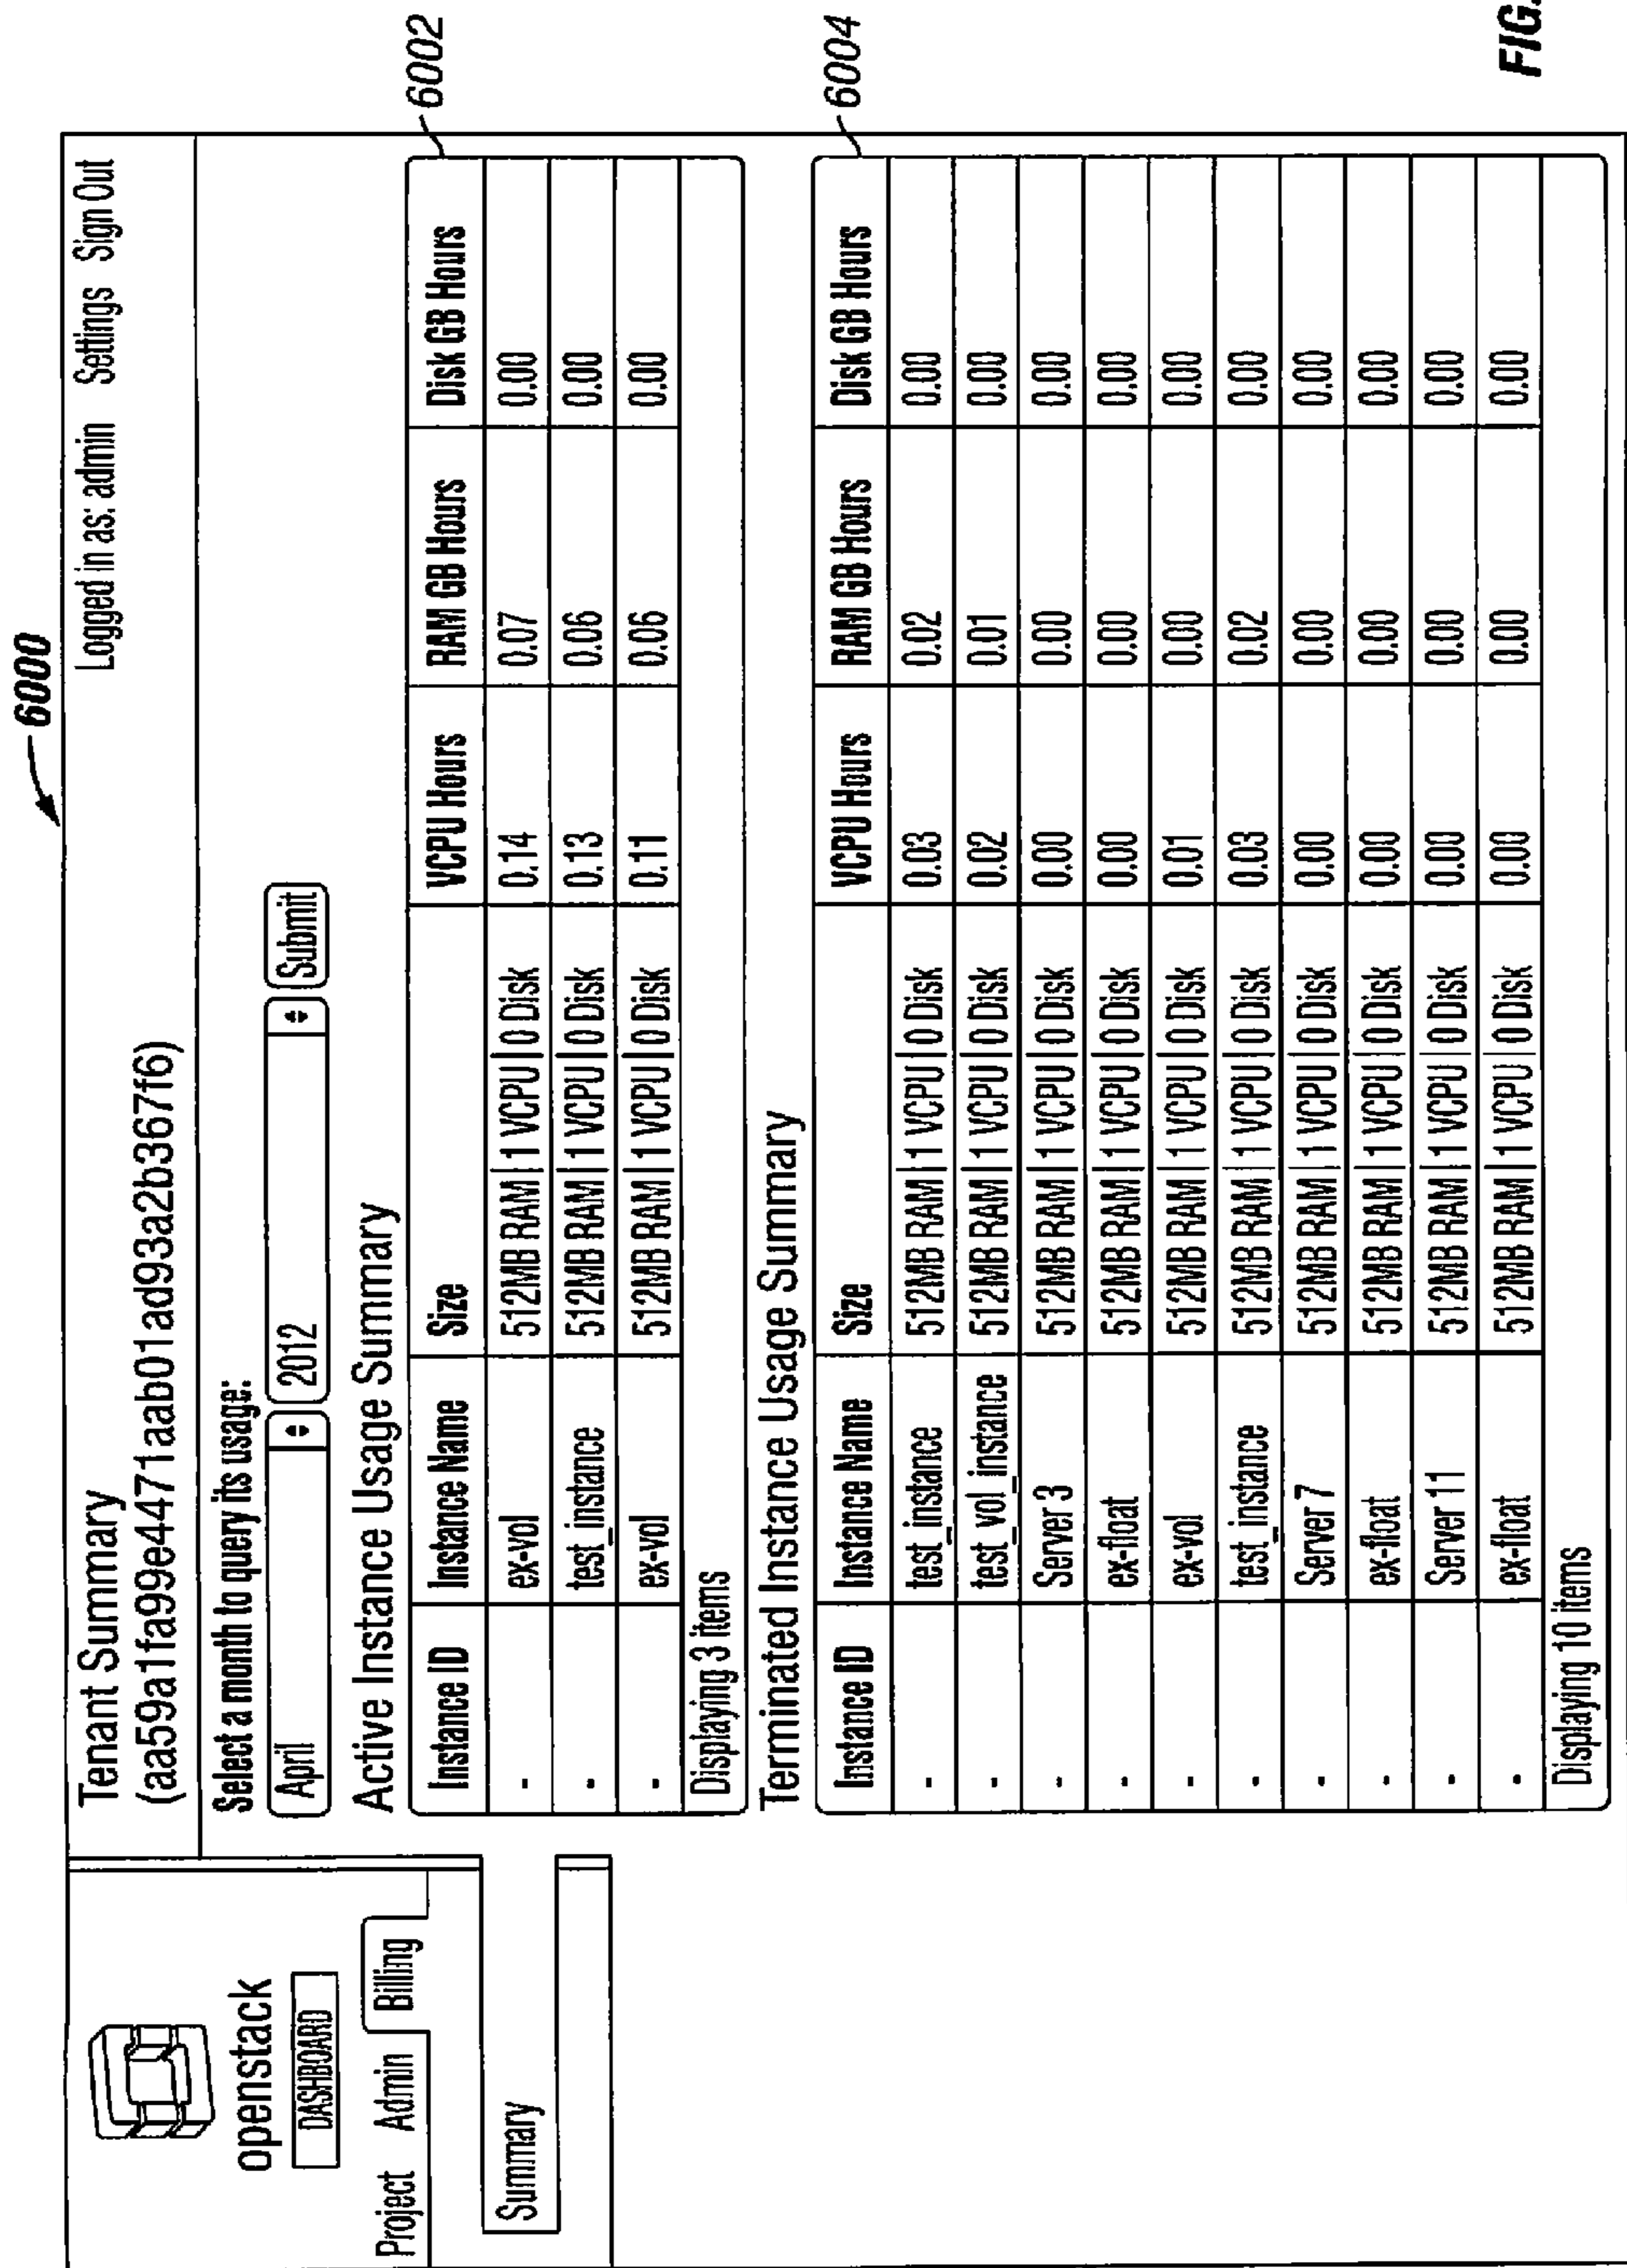 6000
openstack
DASHBOARD
Project Admin Billing
Summary
Tenant Summary
(aa59a1fa99e4471aab01ad93a2b367f6)
Logged in as: admin Settings Sign Out
Select a month to query its usage:
April 2012 Submit
Active Instance Usage Summary
6002
Instance ID Instance Name Size VCPU Hours RAM GB Hours Disk GB Hours
- ex-vol 512MB RAM | 1 VCPU | 0 Disk 0.14 0.07 0.00
- test_instance 512MB RAM | 1 VCPU | 0 Disk 0.13 0.06 0.00
- ex-vol 512MB RAM | 1 VCPU | 0 Disk 0.11 0.06 0.00
Displaying 3 items
Terminated Instance Usage Summary
6004
Instance ID Instance Name Size VCPU Hours RAM GB Hours Disk GB Hours
- test_instance 512MB RAM | 1 VCPU | 0 Disk 0.03 0.02 0.00
- test_vol_instance 512MB RAM | 1 VCPU | 0 Disk 0.02 0.01 0.00
- Server 3 512MB RAM | 1 VCPU | 0 Disk 0.00 0.00 0.00
- ex-float 512MB RAM | 1 VCPU | 0 Disk 0.00 0.00 0.00
- ex-vol 512MB RAM | 1 VCPU | 0 Disk 0.01 0.00 0.00
- test_instance 512MB RAM | 1 VCPU | 0 Disk 0.03 0.02 0.00
- Server 7 512MB RAM | 1 VCPU | 0 Disk 0.00 0.00 0.00
- ex-float 512MB RAM | 1 VCPU | 0 Disk 0.00 0.00 0.00
- Server 11 512MB RAM | 1 VCPU | 0 Disk 0.00 0.00 0.00
- ex-float 512MB RAM | 1 VCPU | 0 Disk 0.00 0.00 0.00
Displaying 10 items
FIG.